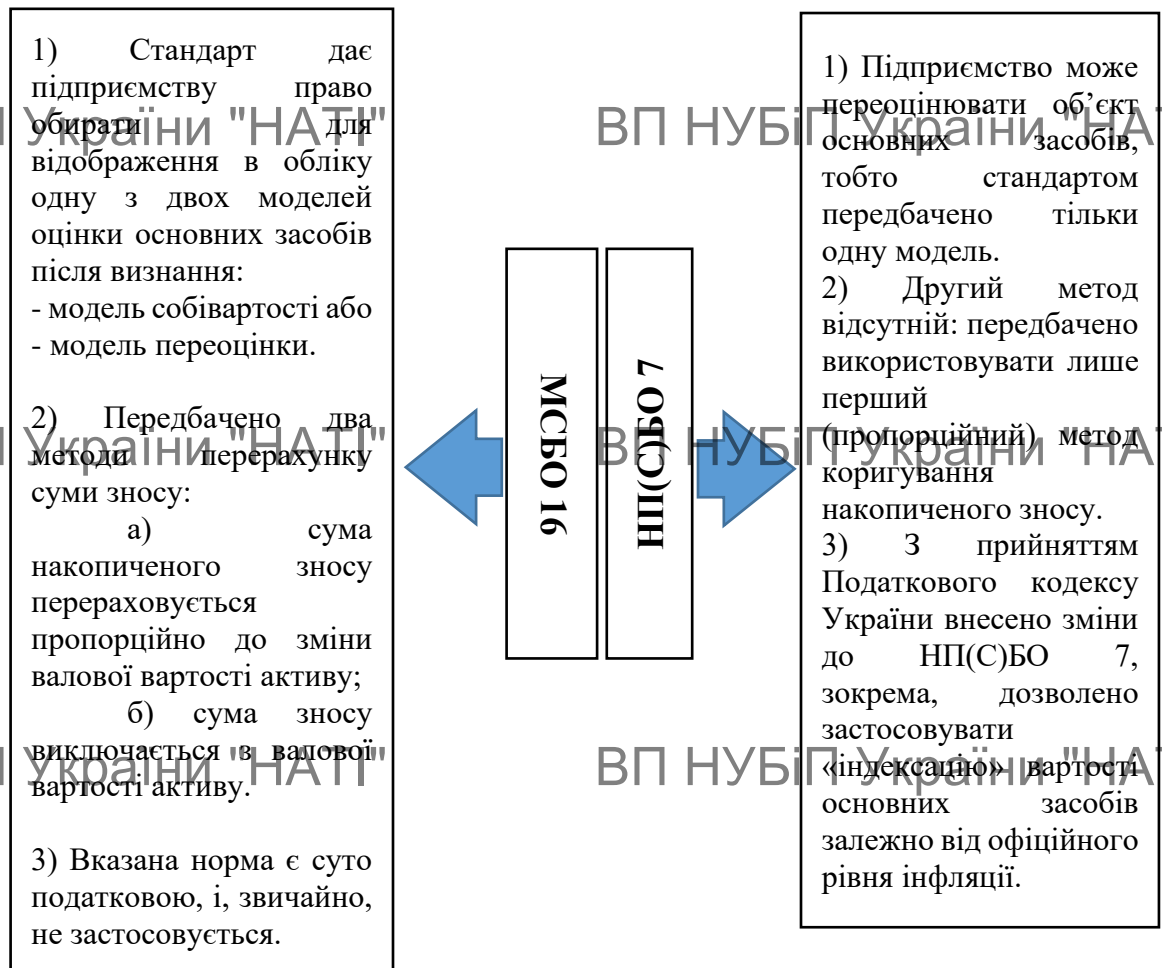 1) Стандарт дає
підприємству право
обирати для
відображення в обліку
одну з двох моделей
оцінки основних засобів
після визнання:
- модель собівартості або
- модель переоцінки.
2) Передбачено два
методи перерахунку
суми зносу:
а) сума
накопиченого зносу
перераховується
пропорційно до зміни
валової вартості активу;
б) сума зносу
виключається з валової
вартості активу.
3) Вказана норма є суто
податковою, і, звичайно,
не застосовується.
МСБО 16
НП(С)БО 7
1) Підприємство може
переоцінювати об’єкт
основних засобів,
тобто стандартом
передбачено тільки
одну модель.
2) Другий метод
відсутній: передбачено
використовувати лише
перший
(пропорційний) метод
коригування
накопиченого зносу.
3) З прийняттям
Податкового кодексу
України внесено зміни
до НП(С)БО 7,
зокрема, дозволено
застосовувати
«індексацію» вартості
основних засобів
залежно від офіційного
рівня інфляції.
П України "НАТІ"
ВП НУБіП України "НАТ
П України "НАТІ"
ВП НУБіП України "НАТ
П України "НАТІ"
ВП НУБіП України "НАТ